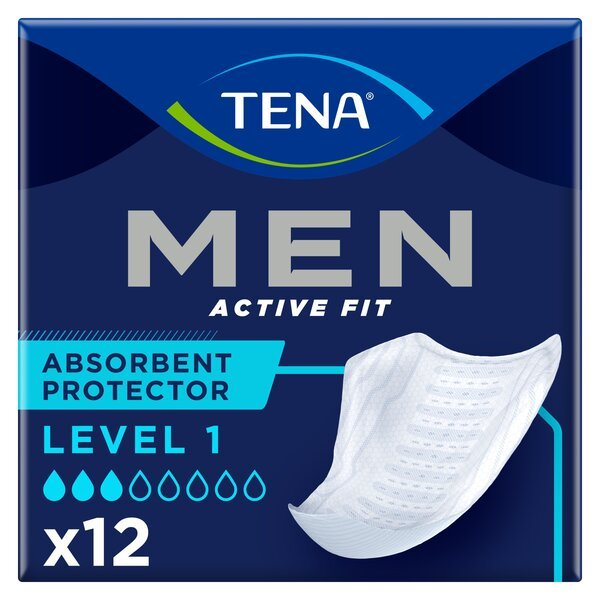 TENA®
MEN
ACTIVE FIT
ABSORBENT
PROTECTOR
LEVEL 1
x12